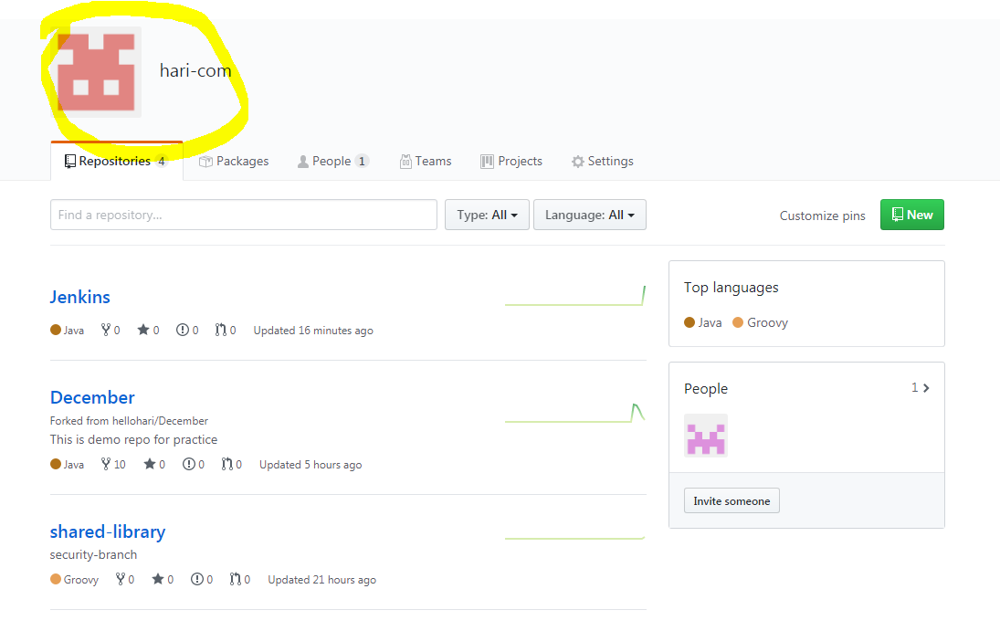 hari-com
Repositories 4 Packages People 1 Teams Projects Settings
Find a repository... Type: All Language: All Customize pins New
Jenkins
Java 0 0 0 0 Updated 16 minutes ago
December
Forked from hellohari/December
This is demo repo for practice
Java 10 0 0 0 Updated 5 hours ago
shared-library
security-branch
Groovy 0 0 0 0 Updated 21 hours ago
Top languages
Java Groovy
People 1
Invite someone